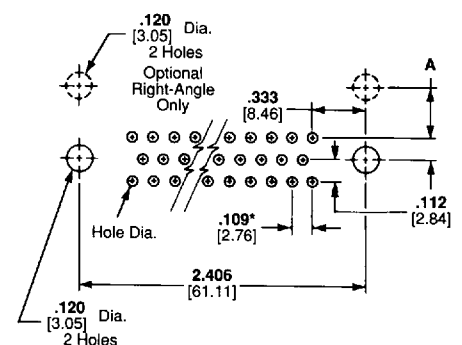 .120
[3.05] Dia.
2 Holes
Optional
Right-Angle
Only
A
.333
[8.46]
Hole Dia.
.109*
[2.76]
.112
[2.84]
2.406
[61.11]
.120
[3.05] Dia.
2 Holes